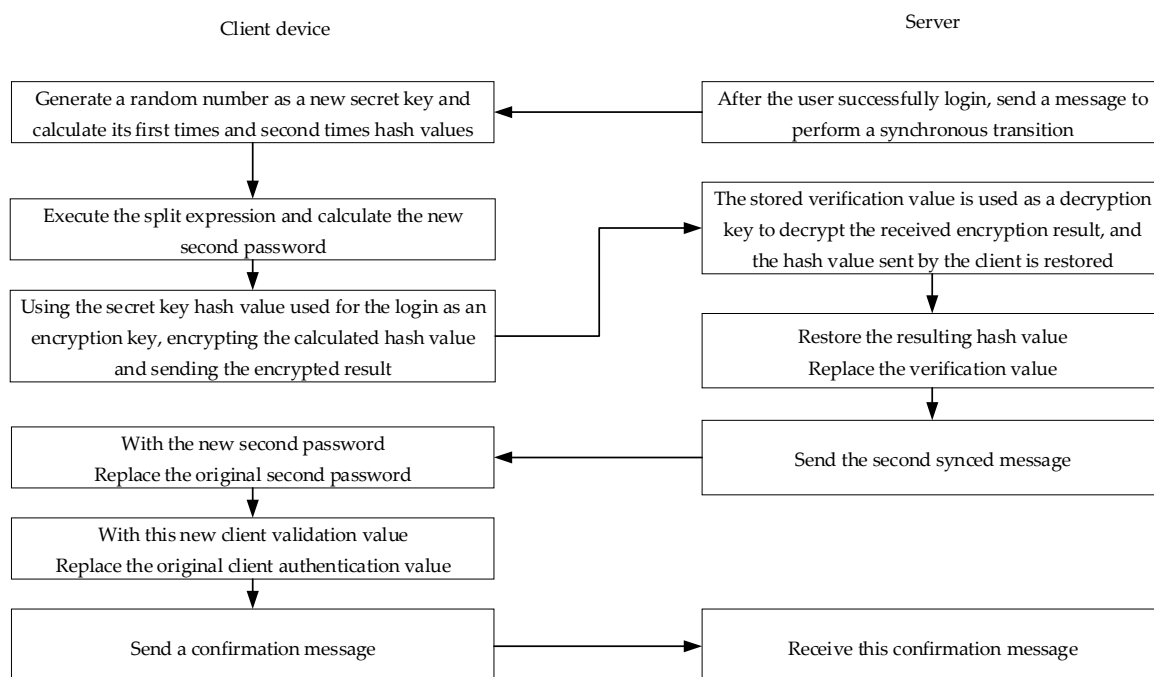 Client device
Server
Generate a random number as a new secret key and
calculate its first times and second times hash values
After the user successfully login, send a message to
perform a synchronous transition
Execute the split expression and calculate the new
second password
The stored verification value is used as a decryption
key to decrypt the received encryption result, and
the hash value sent by the client is restored
Using the secret key hash value used for the login as an
encryption key, encrypting the calculated hash value
and sending the encrypted result
Restore the resulting hash value
Replace the verification value
With the new second password
Replace the original second password
Send the second synced message
With this new client validation value
Replace the original client authentication value
Send a confirmation message
Receive this confirmation message